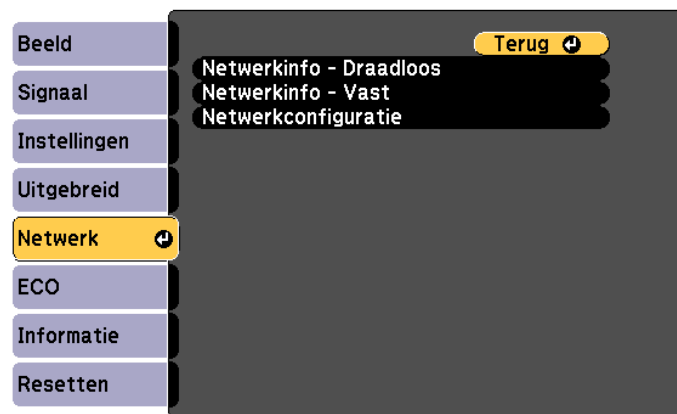 Beeld
Signaal
Instellingen
Uitgebreid
Netwerk
ECO
Informatie
Resetten
Terug
Netwerkinfo - Draadloos
Netwerkinfo - Vast
Netwerkconfiguratie